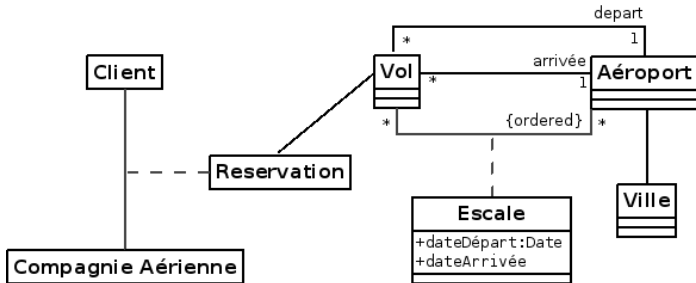 depart
* 1
Client
Vol
arrivée
Aéroport
* 1
* {ordered} *
Reservation
Ville
Escale
+dateDépart:Date
+dateArrivée
Compagnie Aérienne